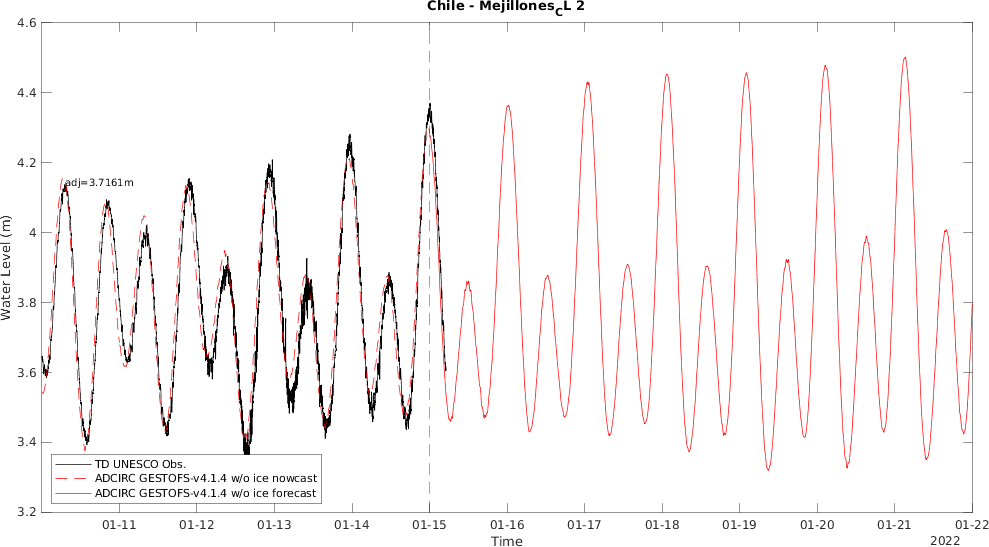 Chile - Mejillones_CL 2
4.6
4.4
4.2
4
3.8
3.6
3.4
3.2
Water Level (m)
adj=3.7161m
TD UNESCO Obs.
ADCIRC GESTOFS-v4.1.4 w/o ice nowcast
ADCIRC GESTOFS-v4.1.4 w/o ice forecast
01-11 01-12 01-13 01-14 01-15 01-16 01-17 01-18 01-19 01-20 01-21 01-22
Time
2022